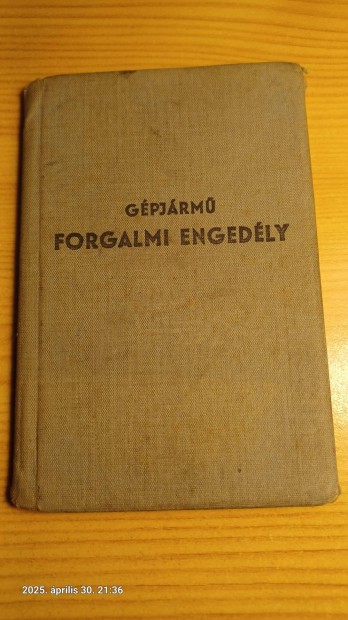 GÉPJÁRMŰ
FORGALMI ENGEDÉLY
2025. április 30. 21:36